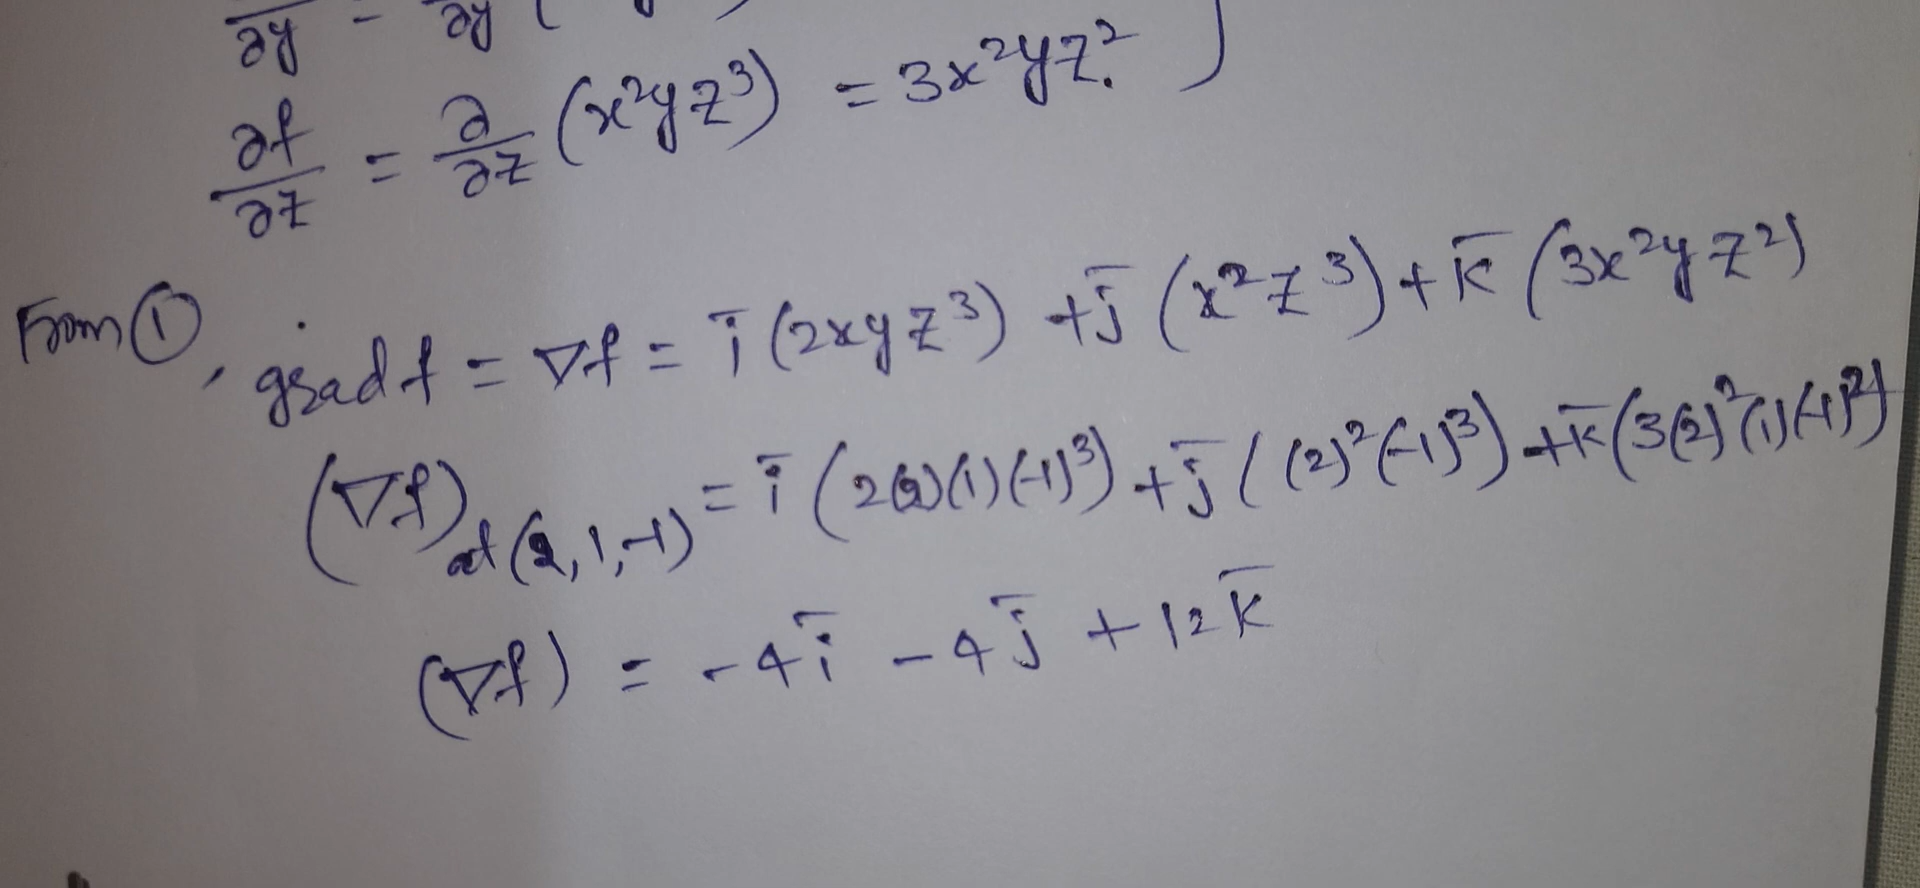 ∂y = ∂y (
∂f/∂z = ∂/∂z (x²yz³) = 3x²yz². )
From ①, grad f = ∇f = i̅ (2xyz³) + j̅ (x²z³) + k̅ (3x²yz²)
(∇f) at (2,1,-1) = i̅ (2(2)(1)(-1)³) + j̅ ((2)²(-1)³) + k̅ (3(2)²(1)(-1)²)
(∇f) = -4i̅ - 4j̅ + 12k̅